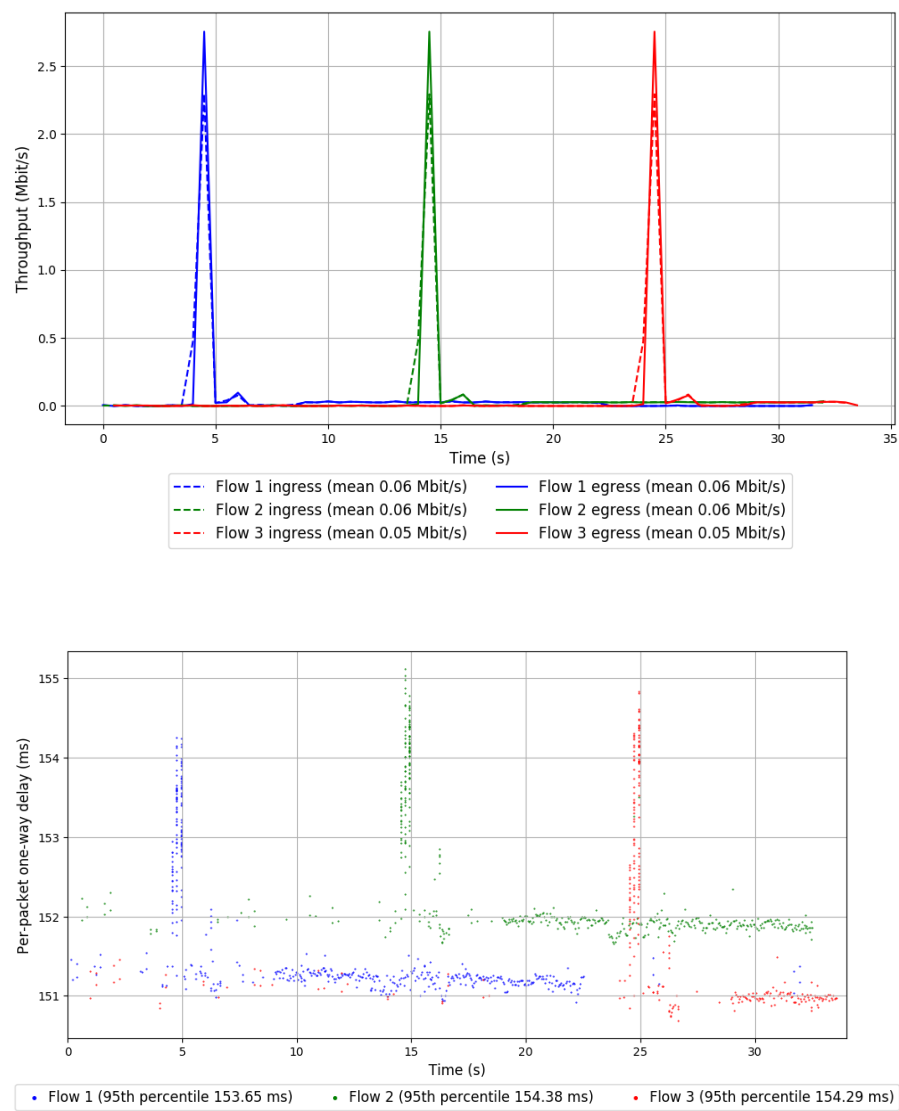 2.5
2.0
1.5
1.0
0.5
0.0
Throughput (Mbit/s)
0 5 10 15 20 25 30 35
Time (s)
Flow 1 ingress (mean 0.06 Mbit/s) Flow 1 egress (mean 0.06 Mbit/s)
Flow 2 ingress (mean 0.06 Mbit/s) Flow 2 egress (mean 0.06 Mbit/s)
Flow 3 ingress (mean 0.05 Mbit/s) Flow 3 egress (mean 0.05 Mbit/s)
155
154
153
152
151
Per-packet one-way delay (ms)
0 5 10 15 20 25 30
Time (s)
Flow 1 (95th percentile 153.65 ms) Flow 2 (95th percentile 154.38 ms) Flow 3 (95th percentile 154.29 ms)